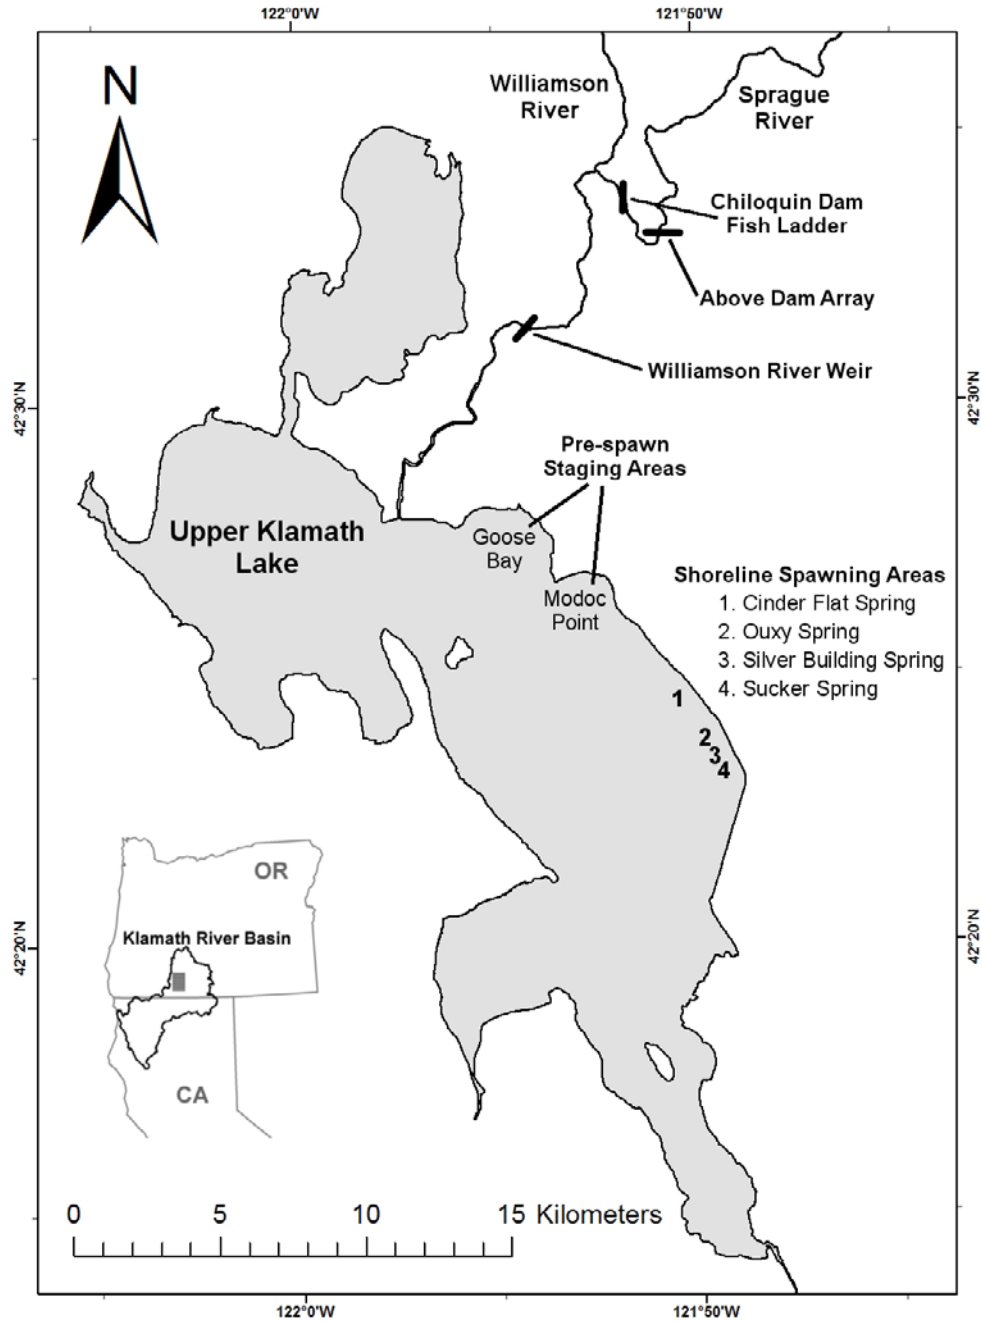 122°0'W
121°50'W
N
Williamson
River
Sprague
River
Chiloquin Dam
Fish Ladder
Above Dam Array
Williamson River Weir
42°30'N
42°30'N
Pre-spawn
Staging Areas
Upper Klamath
Lake
Goose
Bay
Modoc
Point
Shoreline Spawning Areas
1. Cinder Flat Spring
2. Ouxy Spring
3. Silver Building Spring
4. Sucker Spring
1
2
3
4
OR
Klamath River Basin
CA
42°20'N
42°20'N
0 5 10 15 Kilometers
122°0'W
121°50'W